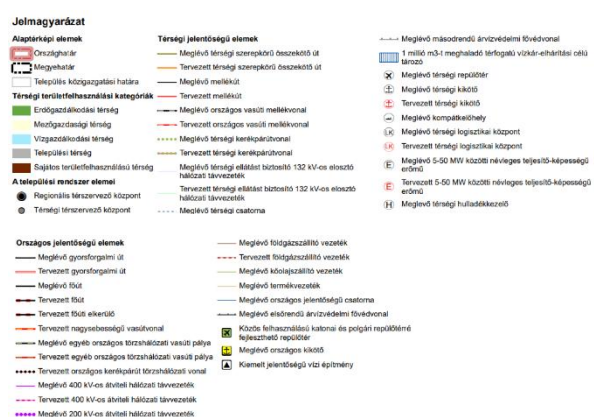 Jelmagyarázat
Alaptérképi elemek
Országhatár
Megyehatár
Település közigazgatási határa
Térségi területfelhasználási kategóriák
Erdőgazdálkodási térség
Mezőgazdasági térség
Vízgazdálkodási térség
Települési térség
Sajátos területfelhasználású térség
A települési rendszer elemei
Regionális térszervező központ
Térségi térszervező központ
Térségi jelentőségű elemek
Meglévő térségi szerepkörű összekötő út
Tervezett térségi szerepkörű összekötő út
Meglévő mellékút
Tervezett mellékút
Meglévő országos vasúti mellékvonal
Tervezett országos vasúti mellékvonal
Meglévő térségi kerékpárútvonal
Tervezett térségi kerékpárútvonal
Meglévő térségi ellátást biztosító 132 kV-os elosztó
hálózati távvezeték
Tervezett térségi ellátást biztosító 132 kV-os elosztó
hálózati távvezeték
Meglévő térségi csatorna
Meglévő másodrendű árvízvédelmi fővédvonal
1 millió m3-t meghaladó térfogatú vízkár-elhárítási célú
tározó
Meglévő térségi repülőtér
Meglévő térségi kikötő
Tervezett térségi kikötő
Meglévő kompátkelőhely
LK Meglévő térségi logisztikai központ
LK Tervezett térségi logisztikai központ
E Meglévő 5-50 MW közötti névleges teljesítő-képességű
erőmű
E Tervezett 5-50 MW közötti névleges teljesítő-képességű
erőmű
H Meglévő térségi hulladékkezelő
Országos jelentőségű elemek
Meglévő gyorsforgalmi út
Tervezett gyorsforgalmi út
Meglévő főút
Tervezett főút
Tervezett főúti elkerülő
Tervezett nagysebességű vasútvonal
Meglévő egyéb országos törzshálózati vasúti pálya
Tervezett egyéb országos törzshálózati vasúti pálya
Tervezett országos kerékpárút törzshálózati vonal
Meglévő 400 kV-os átviteli hálózati távvezeték
Tervezett 400 kV-os átviteli hálózati távvezeték
Meglévő 200 kV-os átviteli hálózati távvezeték
Meglévő földgázszállító vezeték
Tervezett földgázszállító vezeték
Meglévő kőolajszállító vezeték
Meglévő termékvezeték
Meglévő országos jelentőségű csatorna
Meglévő elsőrendű árvízvédelmi fővédvonal
Közös felhasználású katonai és polgári repülőtérré
fejleszthető repülőtér
Meglévő országos kikötő
Kiemelt jelentőségű vízi építmény